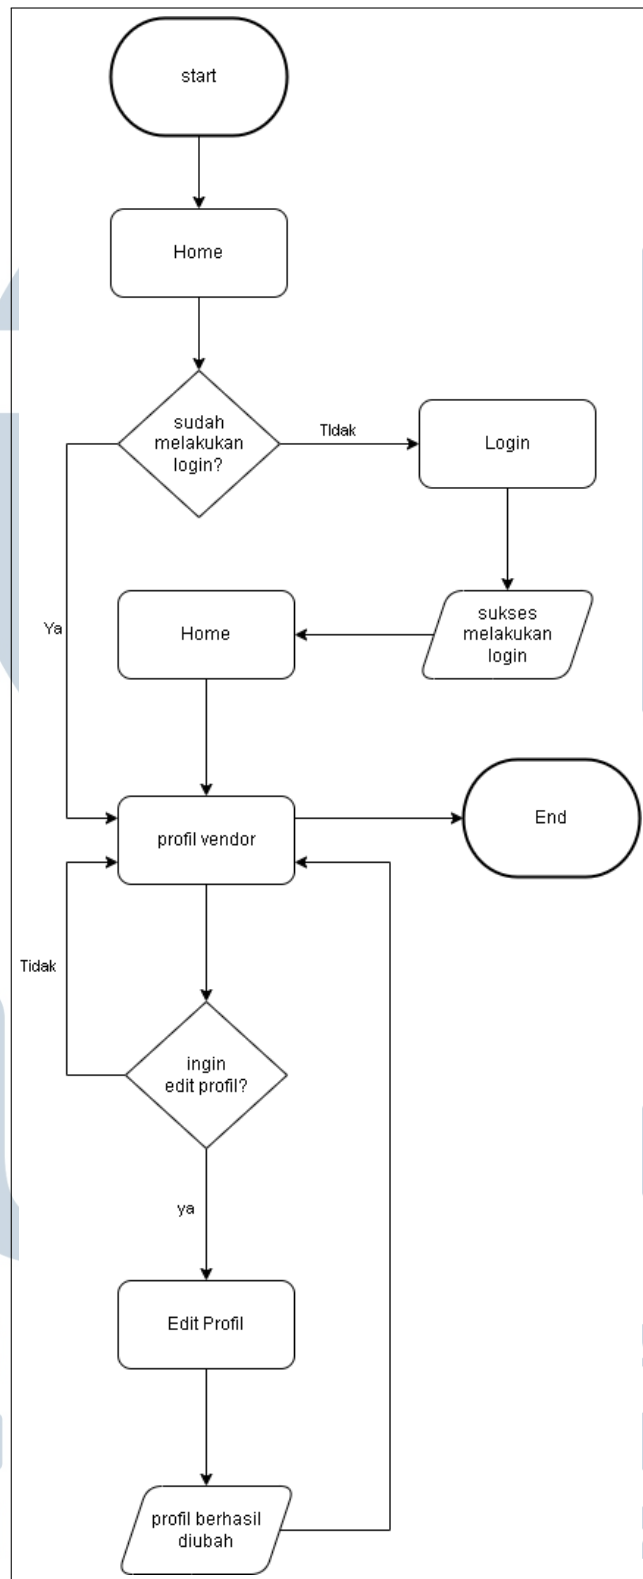 start
Home
sudah
melakukan
login?
TIdak
Login
Ya
Home
sukses
melakukan
login
profil vendor
End
Tidak
ingin
edit profil?
ya
Edit Profil
profil berhasil
diubah